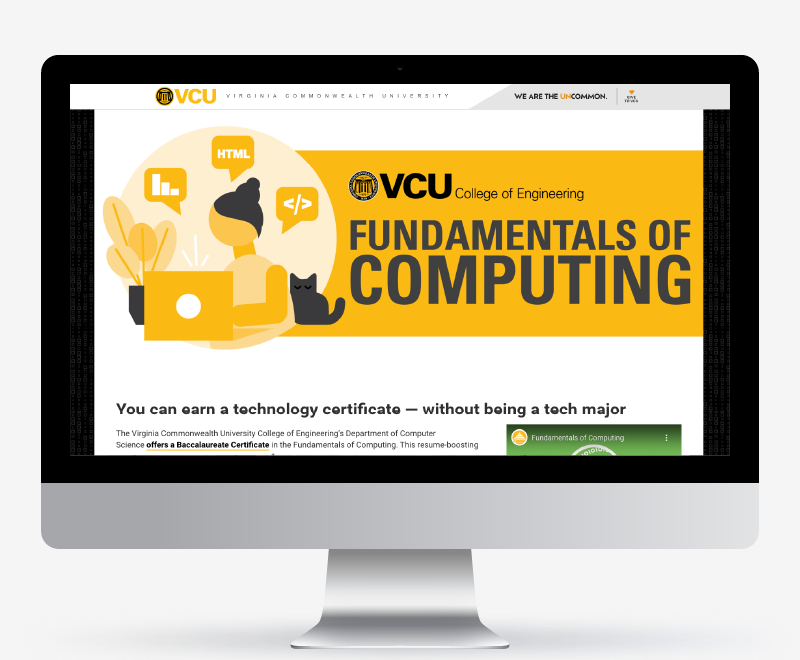 VCU VIRGINIA COMMONWEALTH UNIVERSITY
WE ARE THE UNCOMMON.
GIVE
TO VCU
HTML
</>
VCU College of Engineering
FUNDAMENTALS OF
COMPUTING
You can earn a technology certificate — without being a tech major
The Virginia Commonwealth University College of Engineering's Department of Computer
Science offers a Baccalaureate Certificate in the Fundamentals of Computing. This resume-boosting
Fundamentals of Computing